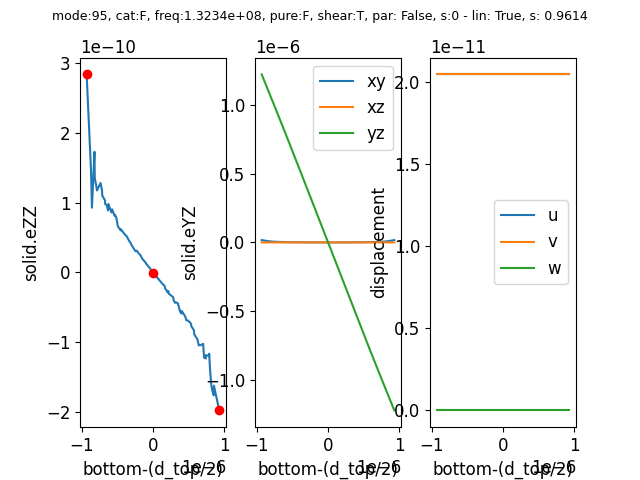 mode:95, cat:F, freq:1.3234e+08, pure:F, shear:T, par: False, s:0 - lin: True, s: 0.9614
1e−10
3
2
1
0
−1
−2
solid.eZZ
−1
0
1
1e−6
bottom-(d_top/2)
1e−6
1.0
0.5
0.0
−0.5
−1.0
solid.eYZ
xy
xz
yz
−1
0
1
1e−6
bottom-(d_top/2)
1e−11
2.0
1.5
1.0
0.5
0.0
displacement
u
v
w
−1
0
1
1e−6
bottom-(d_top/2)